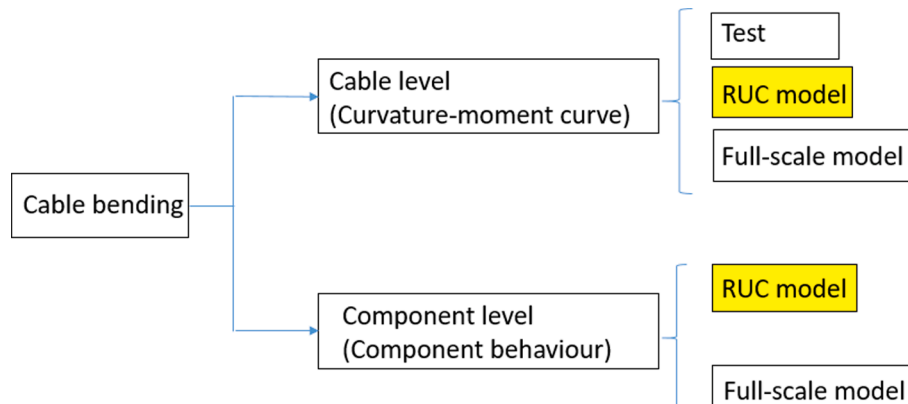 Test
Cable level
(Curvature-moment curve)
RUC model
Full-scale model
Cable bending
RUC model
Component level
(Component behaviour)
Full-scale model